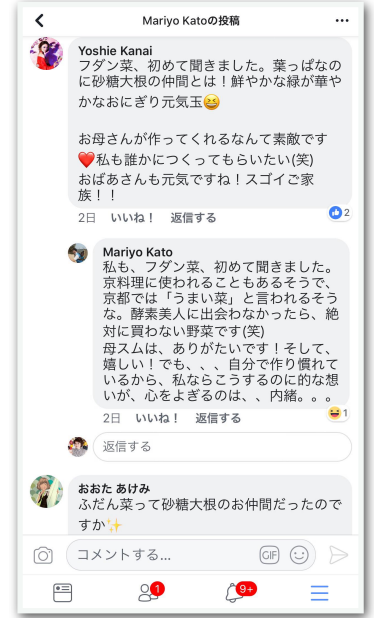 Mariyo Katoの投稿
Yoshie Kanai
フダン菜、初めて聞きました。葉っぱなの
に砂糖大根の仲間とは！鮮やかな緑が華や
かなおにぎり元気玉😆
お母さんが作ってくれるなんて素敵です
❤️私も誰かにつくってもらいたい(笑)
おばあさんも元気ですね！スゴイご家
族！！
2日 いいね！ 返信する 2
Mariyo Kato
私も、フダン菜、初めて聞きました。
京料理に使われることもあるそうで、
京都では「うまい菜」と言われるそう
な。酵素美人に出会わなかったら、絶
対に買わない野菜です(笑)
母スムは、ありがたいです！そして、
嬉しい！でも、、、自分で作り慣れて
いるから、私ならこうするのに的な想
いが、心をよぎるのは、、内緒。。。
2日 いいね！ 返信する 1
返信する
おおた あけみ
ふだん菜って砂糖大根のお仲間だったので
すか✨
コメントする... GIF
1 9+